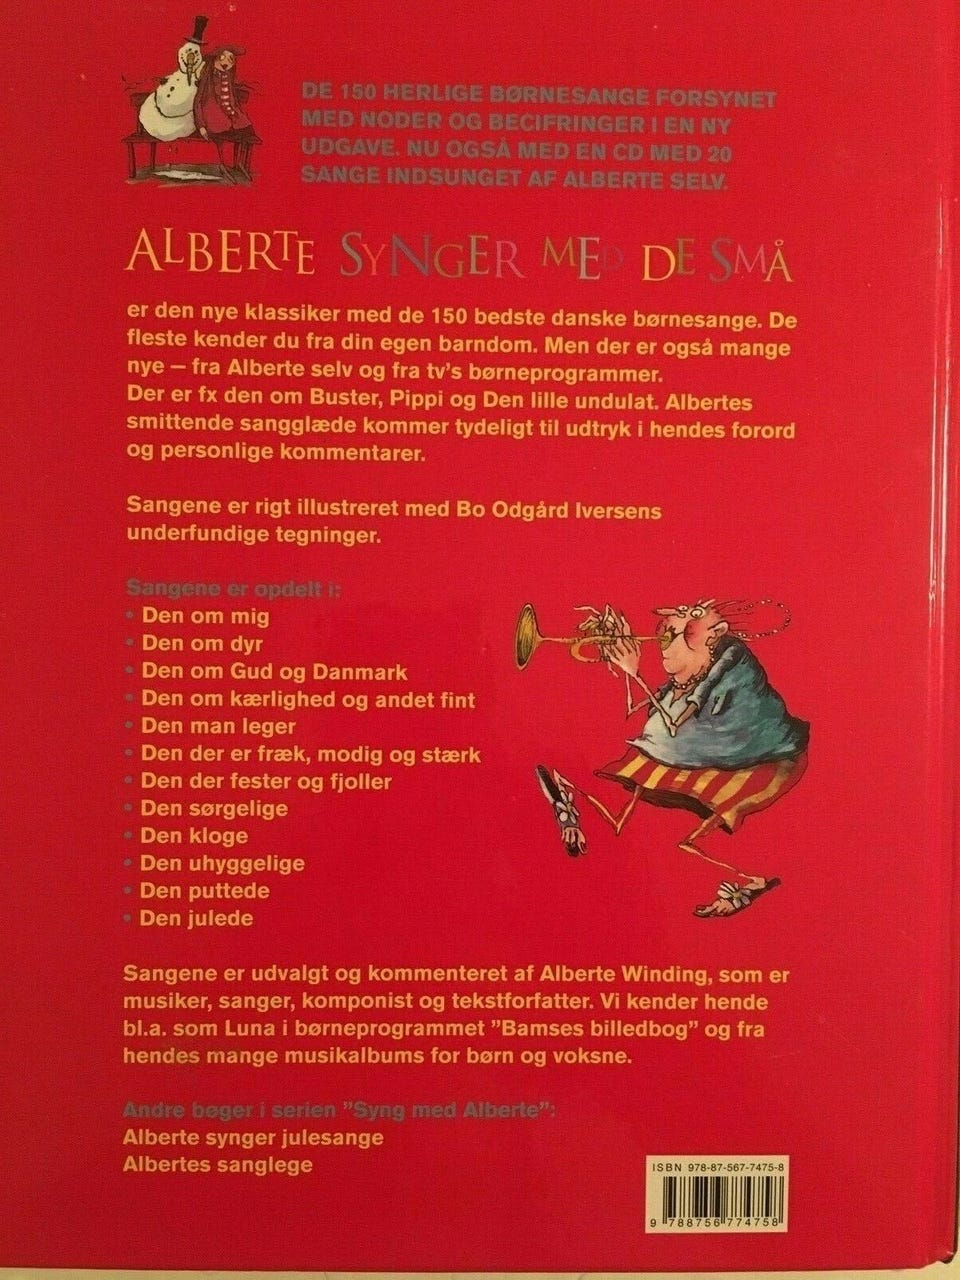 DE 150 HERLIGE BØRNESANGE FORSYNET
MED NODER OG BECIFRINGER I EN NY
UDGAVE. NU OGSÅ MED EN CD MED 20
SANGE INDSUNGET AF ALBERTE SELV.
ALBERTE SYNGER MED DE SMÅ
er den nye klassiker med de 150 bedste danske børnesange. De
fleste kender du fra din egen barndom. Men der er også mange
nye – fra Alberte selv og fra tv's børneprogrammer.
Der er fx den om Buster, Pippi og Den lille undulat. Albertes
smittende sangglæde kommer tydeligt til udtryk i hendes forord
og personlige kommentarer.
Sangene er rigt illustreret med Bo Odgård Iversens
underfundige tegninger.
Sangene er opdelt i:
• Den om mig
• Den om dyr
• Den om Gud og Danmark
• Den om kærlighed og andet fint
• Den man leger
• Den der er fræk, modig og stærk
• Den der fester og fjoller
• Den sørgelige
• Den kloge
• Den uhyggelige
• Den puttede
• Den julede
Sangene er udvalgt og kommenteret af Alberte Winding, som er
musiker, sanger, komponist og tekstforfatter. Vi kender hende
bl.a. som Luna i børneprogrammet ”Bamses billedbog” og fra
hendes mange musikalbums for børn og voksne.
Andre bøger i serien ”Syng med Alberte”:
Alberte synger julesange
Albertes sanglege
ISBN 978-87-567-7475-8
9 788756 774758